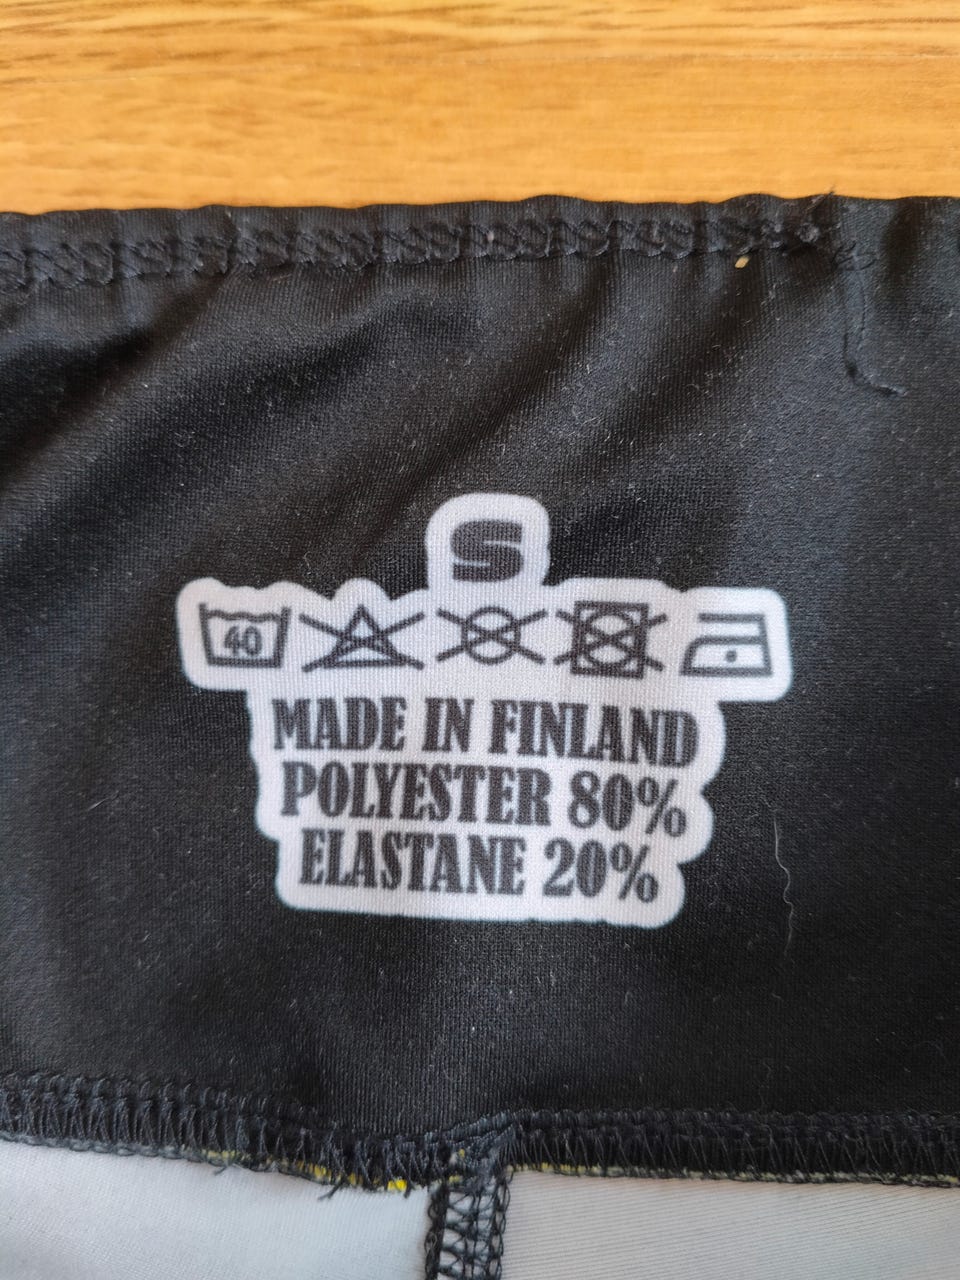 S
40
MADE IN FINLAND
POLYESTER 80%
ELASTANE 20%